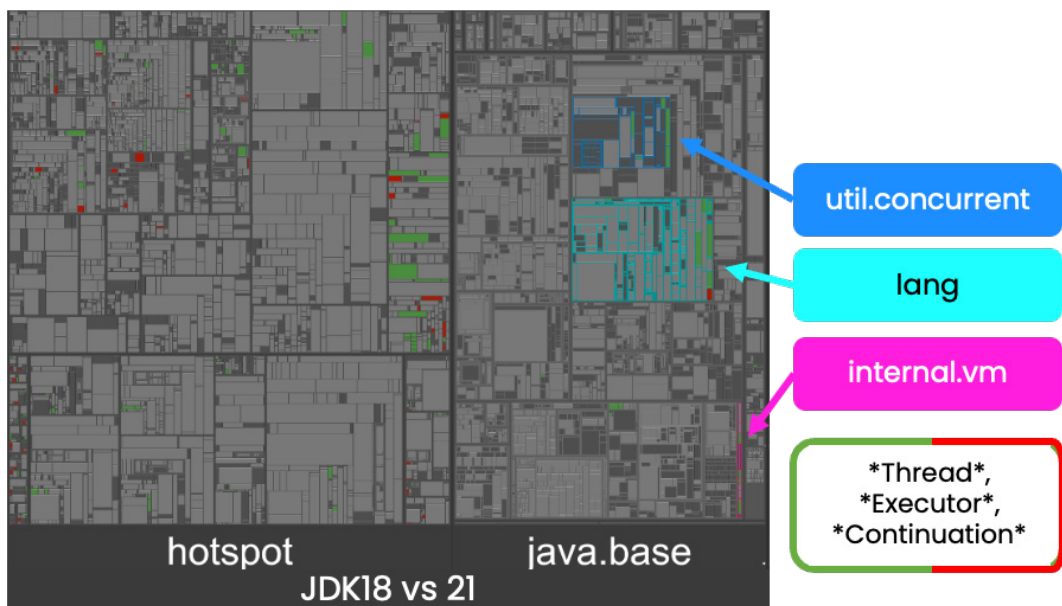 util.concurrent
lang
internal.vm
*Thread*,
*Executor*,
*Continuation*
hotspot
java.base
JDK18 vs 21